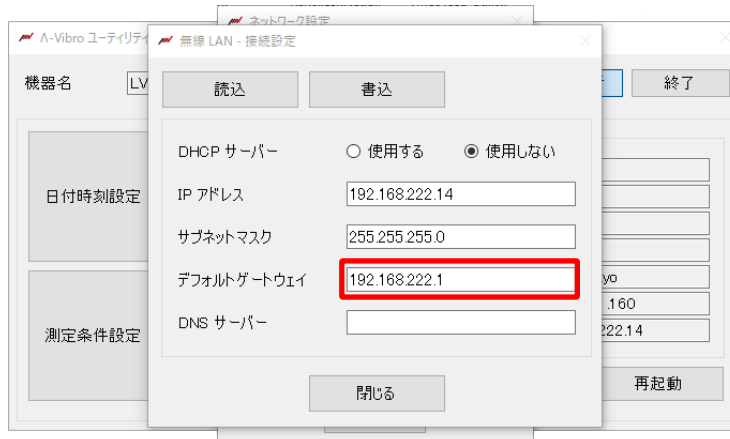 ネットワーク設定
Λ-Vibro ユーティリティ
無線 LAN - 接続設定
機器名
LV
読込
書込
終了
DHCP サーバー
使用する
使用しない
日付時刻設定
IP アドレス
192.168.222.14
サブネットマスク
255.255.255.0
デフォルトゲートウェイ
192.168.222.1
yo
.160
DNS サーバー
222.14
測定条件設定
閉じる
再起動